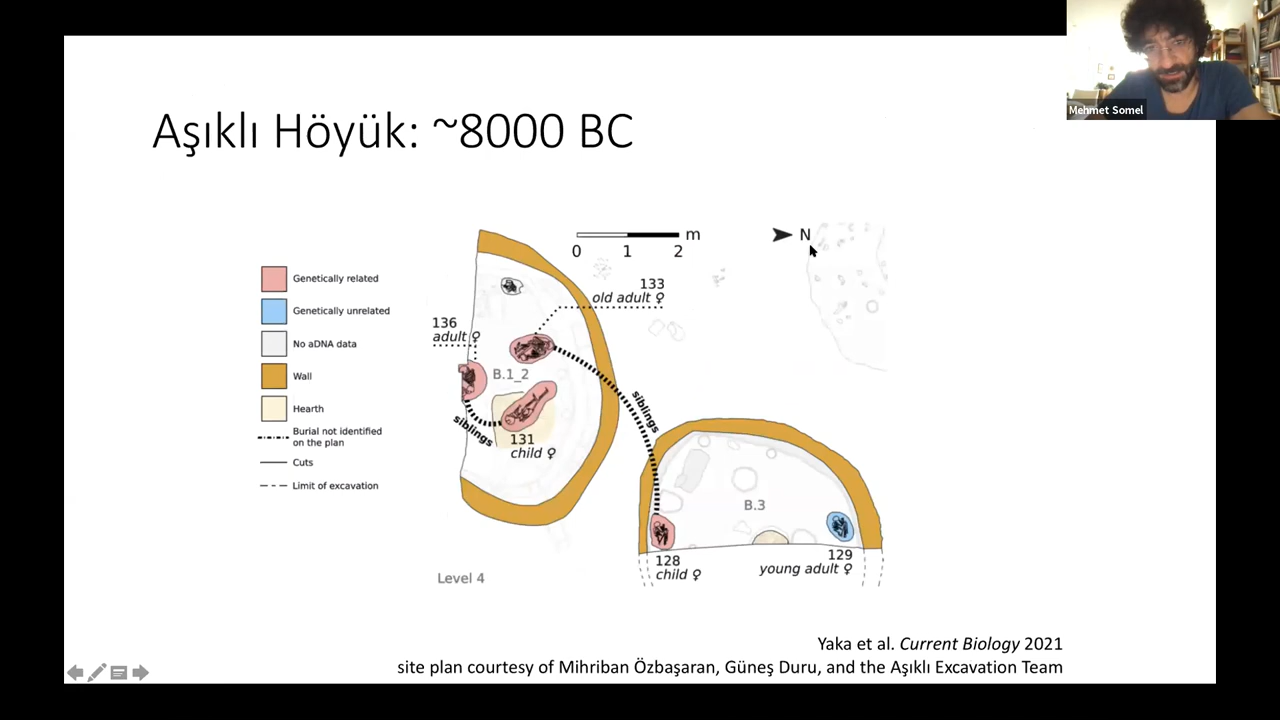 Mehmet Somel
Aşıklı Höyük: ~8000 BC
m
0 1 2
N
Genetically related
Genetically unrelated
No aDNA data
Wall
Hearth
Burial not identified
on the plan
Cuts
Limit of excavation
133
old adult ♀
136
adult ♀
B.1_2
siblings
131
child ♀
siblings
B.3
128
child ♀
129
young adult ♀
Level 4
Yaka et al. Current Biology 2021
site plan courtesy of Mihriban Özbaşaran, Güneş Duru, and the Aşıklı Excavation Team